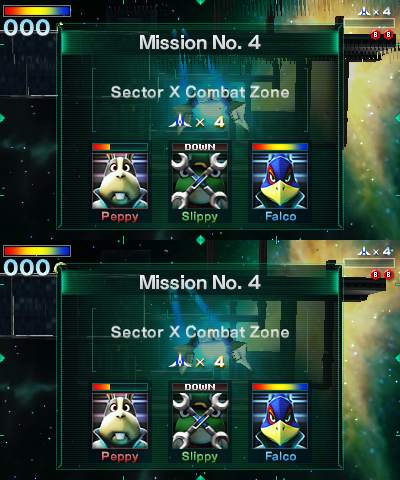 × 4
000
B B
Mission No. 4
Sector X Combat Zone
× 4
DOWN
Peppy Slippy Falco
× 4
000
B B
Mission No. 4
Sector X Combat Zone
× 4
DOWN
Peppy Slippy Falco